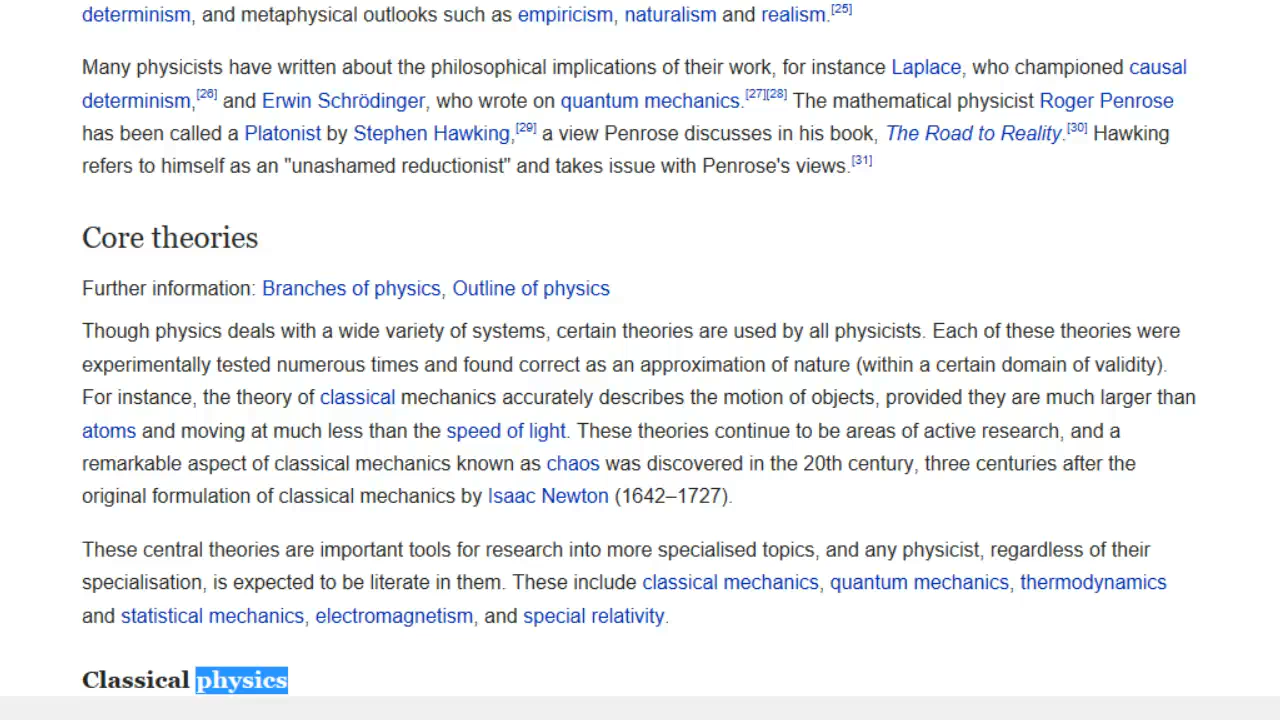 determinism, and metaphysical outlooks such as empiricism, naturalism and realism.[25]
Many physicists have written about the philosophical implications of their work, for instance Laplace, who championed causal
determinism,[26] and Erwin Schrödinger, who wrote on quantum mechanics.[27][28] The mathematical physicist Roger Penrose
has been called a Platonist by Stephen Hawking,[29] a view Penrose discusses in his book, The Road to Reality.[30] Hawking
refers to himself as an "unashamed reductionist" and takes issue with Penrose's views.[31]
Core theories
Further information: Branches of physics, Outline of physics
Though physics deals with a wide variety of systems, certain theories are used by all physicists. Each of these theories were
experimentally tested numerous times and found correct as an approximation of nature (within a certain domain of validity).
For instance, the theory of classical mechanics accurately describes the motion of objects, provided they are much larger than
atoms and moving at much less than the speed of light. These theories continue to be areas of active research, and a
remarkable aspect of classical mechanics known as chaos was discovered in the 20th century, three centuries after the
original formulation of classical mechanics by Isaac Newton (1642–1727).
These central theories are important tools for research into more specialised topics, and any physicist, regardless of their
specialisation, is expected to be literate in them. These include classical mechanics, quantum mechanics, thermodynamics
and statistical mechanics, electromagnetism, and special relativity.
Classical physics